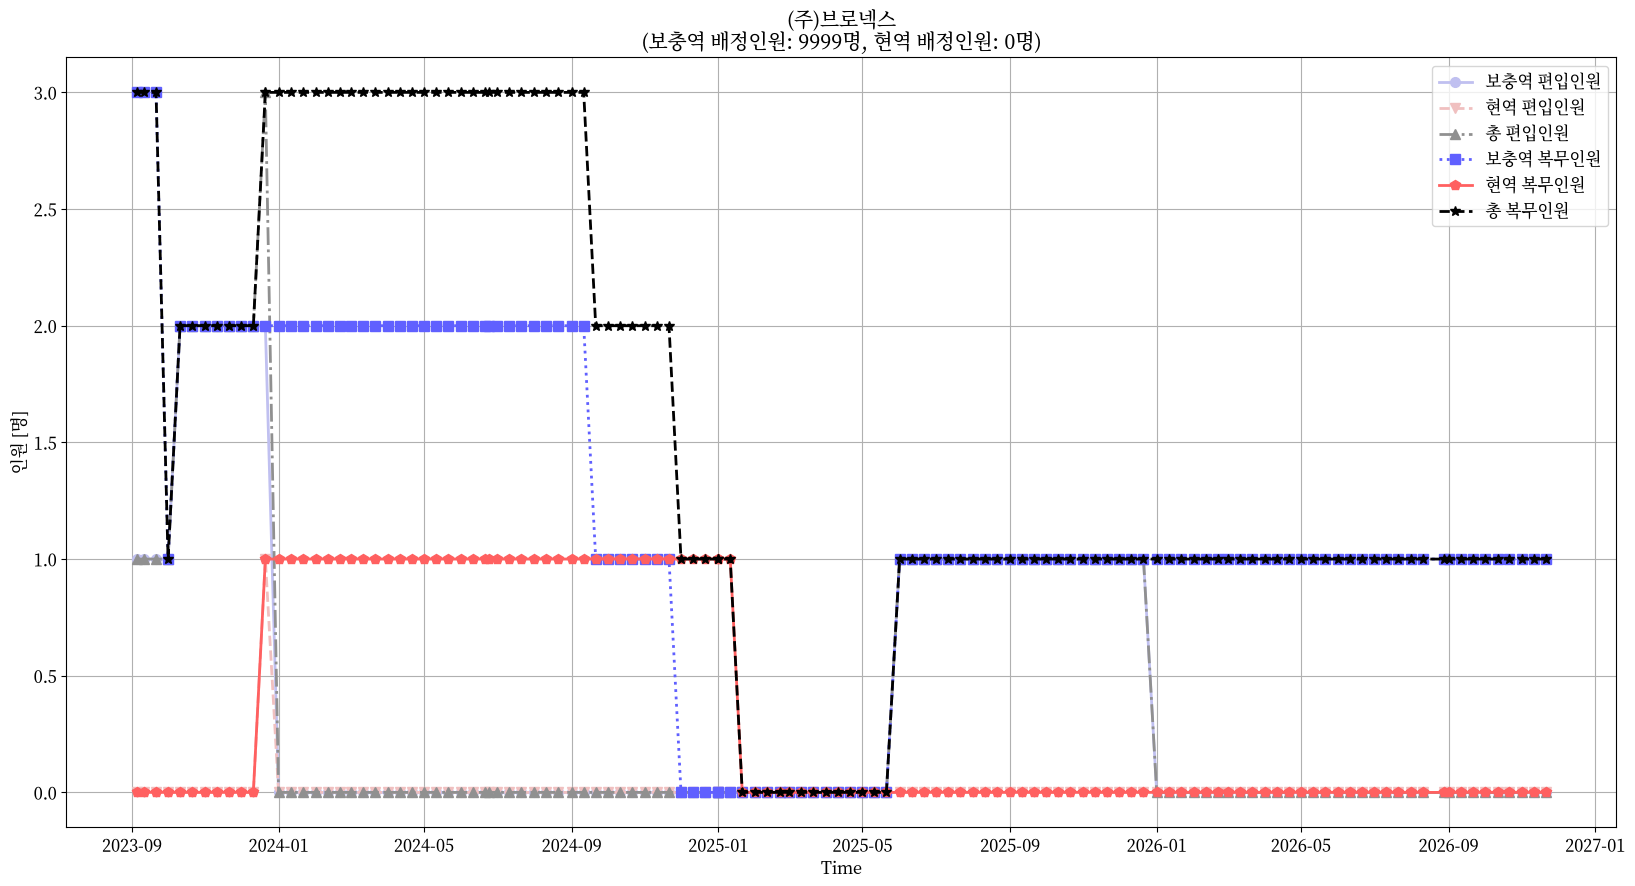 (주)브로넥스
(보충역 배정인원: 9999명, 현역 배정인원: 0명)
보충역 편입인원
현역 편입인원
총 편입인원
보충역 복무인원
현역 복무인원
총 복무인원
인원 [명]
3.0
2.5
2.0
1.5
1.0
0.5
0.0
2023-09 2024-01 2024-05 2024-09 2025-01 2025-05 2025-09 2026-01 2026-05 2026-09 2027-01
Time